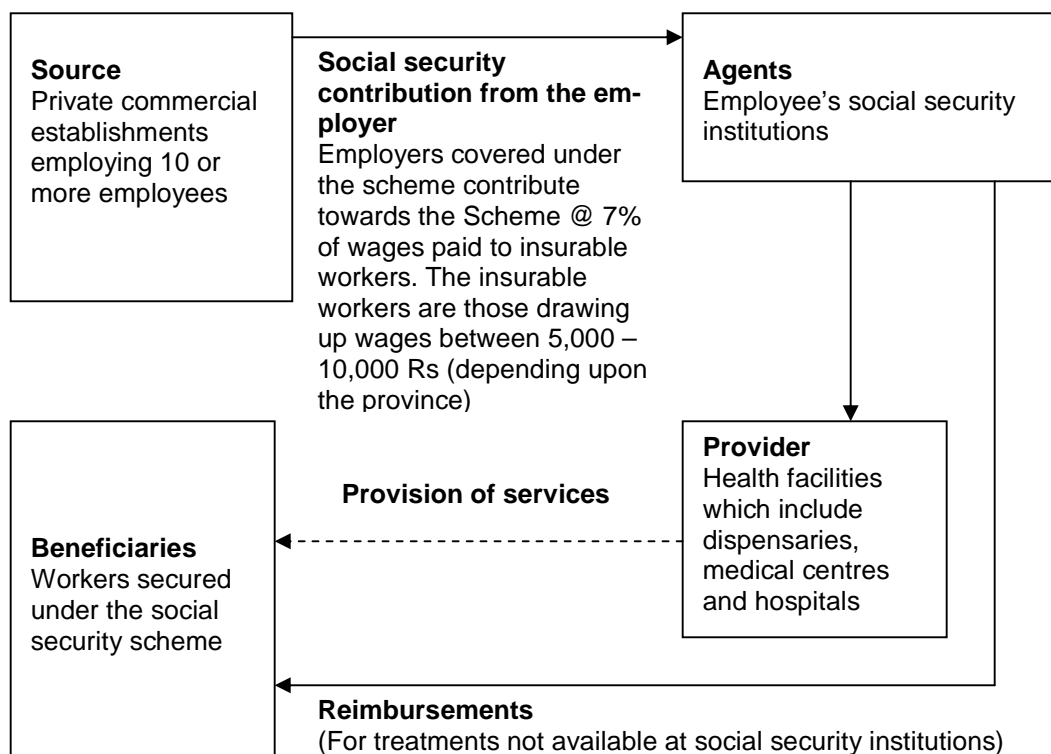 Source
Private commercial
establishments
employing 10 or
more employees
Social security
contribution from the em-
ployer
Employers covered under
the scheme contribute
towards the Scheme @ 7%
of wages paid to insurable
workers. The insurable
workers are those drawing
up wages between 5,000 –
10,000 Rs (depending upon
the province)
Agents
Employee’s social security
institutions
Provider
Health facilities
which include
dispensaries,
medical centres
and hospitals
Provision of services
Beneficiaries
Workers secured
under the social
security scheme
Reimbursements
(For treatments not available at social security institutions)